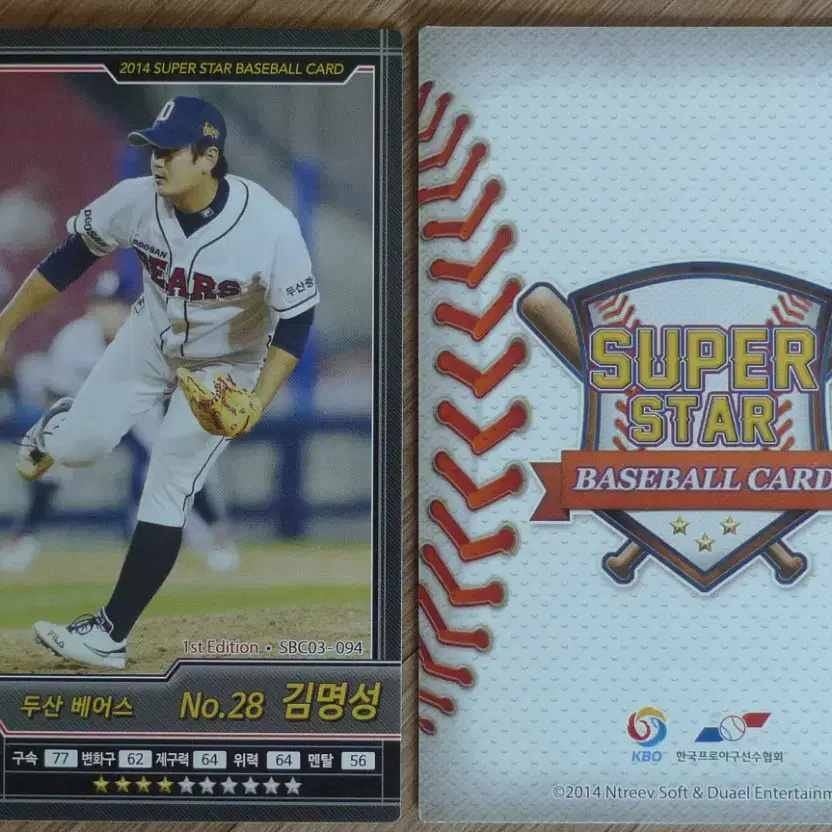 2014 SUPER STAR BASEBALL CARD
DOOSAN
BEARS
FILA
1st Edition • SBC03-094
두산 베어스 No.28 김명성
구속 77 변화구 62 제구력 64 위력 64 멘탈 56
SUPER
STAR
BASEBALL CARD
KBO 한국프로야구선수협회
©2014 Ntreev Soft & Duael Entertainm